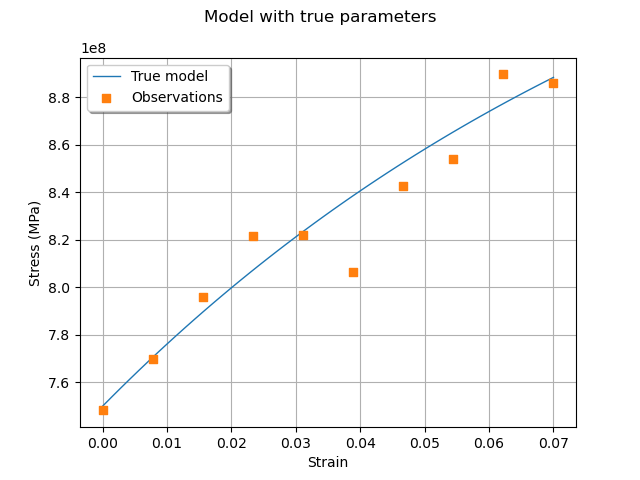 Model with true parameters
1e8
True model
Observations
8.8
8.6
8.4
8.2
8.0
7.8
7.6
Stress (MPa)
0.00 0.01 0.02 0.03 0.04 0.05 0.06 0.07
Strain